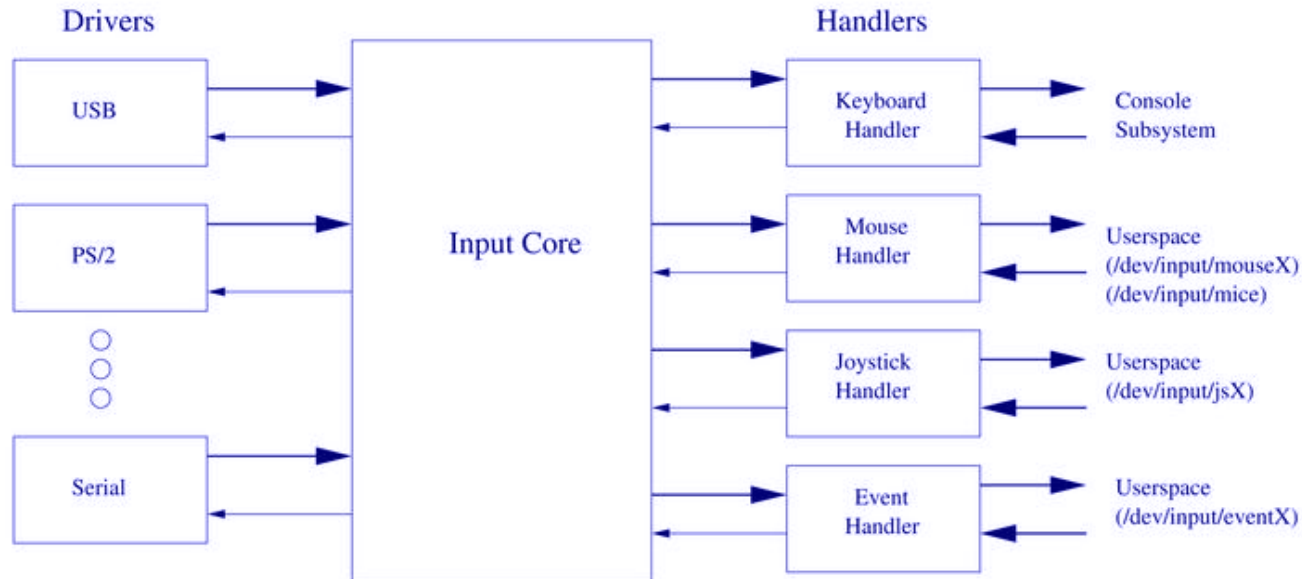 Drivers
Handlers
USB
PS/2
Serial
Input Core
Keyboard
Handler
Console
Subsystem
Mouse
Handler
Userspace
(/dev/input/mouseX)
(/dev/input/mice)
Joystick
Handler
Userspace
(/dev/input/jsX)
Event
Handler
Userspace
(/dev/input/eventX)